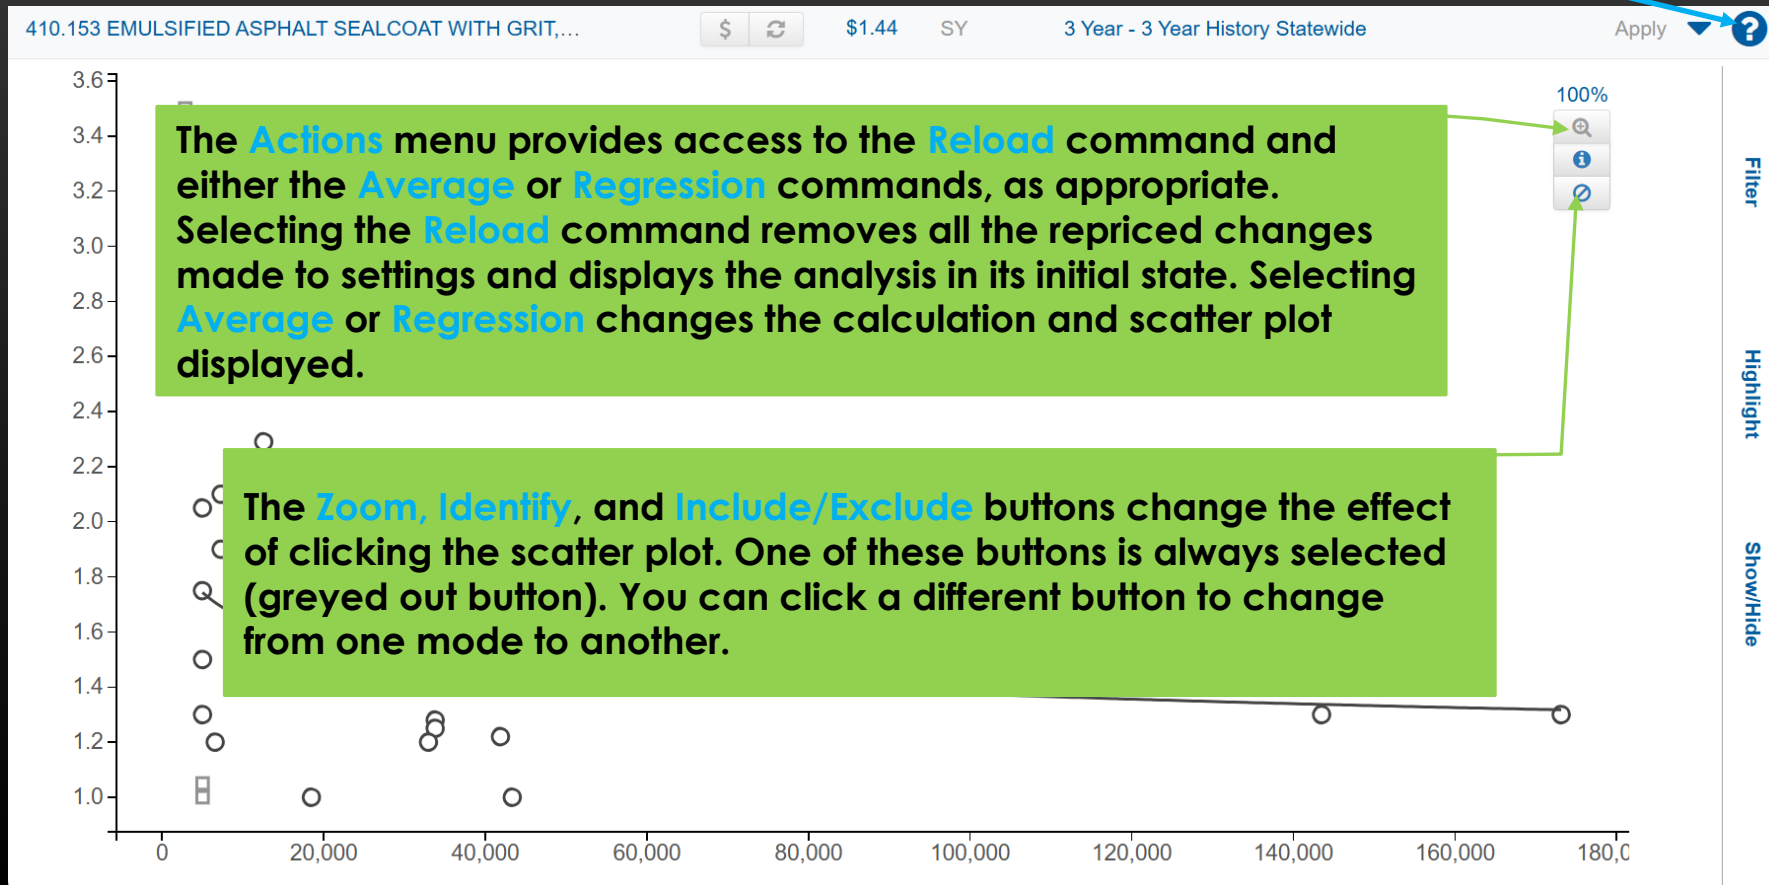 410.153 EMULSIFIED ASPHALT SEALCOAT WITH GRIT,...
$
$1.44
SY
3 Year - 3 Year History Statewide
Apply
?
100%
3.6
3.4
3.2
3.0
2.8
2.6
2.4
2.2
2.0
1.8
1.6
1.4
1.2
1.0
The Actions menu provides access to the Reload command and
either the Average or Regression commands, as appropriate.
Selecting the Reload command removes all the repriced changes
made to settings and displays the analysis in its initial state. Selecting
Average or Regression changes the calculation and scatter plot
displayed.
The Zoom, Identify, and Include/Exclude buttons change the effect
of clicking the scatter plot. One of these buttons is always selected
(greyed out button). You can click a different button to change
from one mode to another.
Filter
Highlight
Show/Hide
0
20,000
40,000
60,000
80,000
100,000
120,000
140,000
160,000
180,0